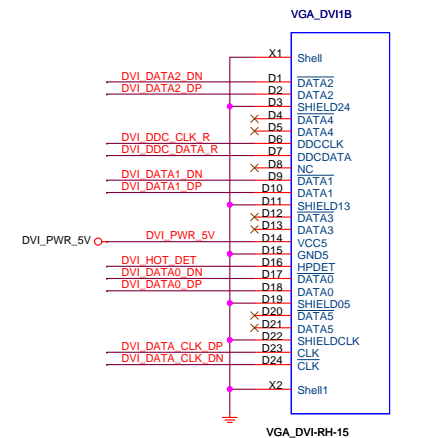 VGA_DVI1B
X1 Shell
DVI_DATA2_DN D1 DATA2
DVI_DATA2_DP D2 DATA2
D3 SHIELD24
D4 DATA4
D5 DATA4
DVI_DDC_CLK_R D6 DDCCLK
DVI_DDC_DATA_R D7 DDCDATA
D8 NC
DVI_DATA1_DN D9 DATA1
DVI_DATA1_DP D10 DATA1
D11 SHIELD13
D12 DATA3
D13 DATA3
DVI_PWR_5V DVI_PWR_5V D14 VCC5
D15 GND5
DVI_HOT_DET D16 HPDET
DVI_DATA0_DN D17 DATA0
DVI_DATA0_DP D18 DATA0
D19 SHIELD05
D20 DATA5
D21 DATA5
D22 SHIELDCLK
DVI_DATA_CLK_DP D23 CLK
DVI_DATA_CLK_DN D24 CLK
X2 Shell1
VGA_DVI-RH-15